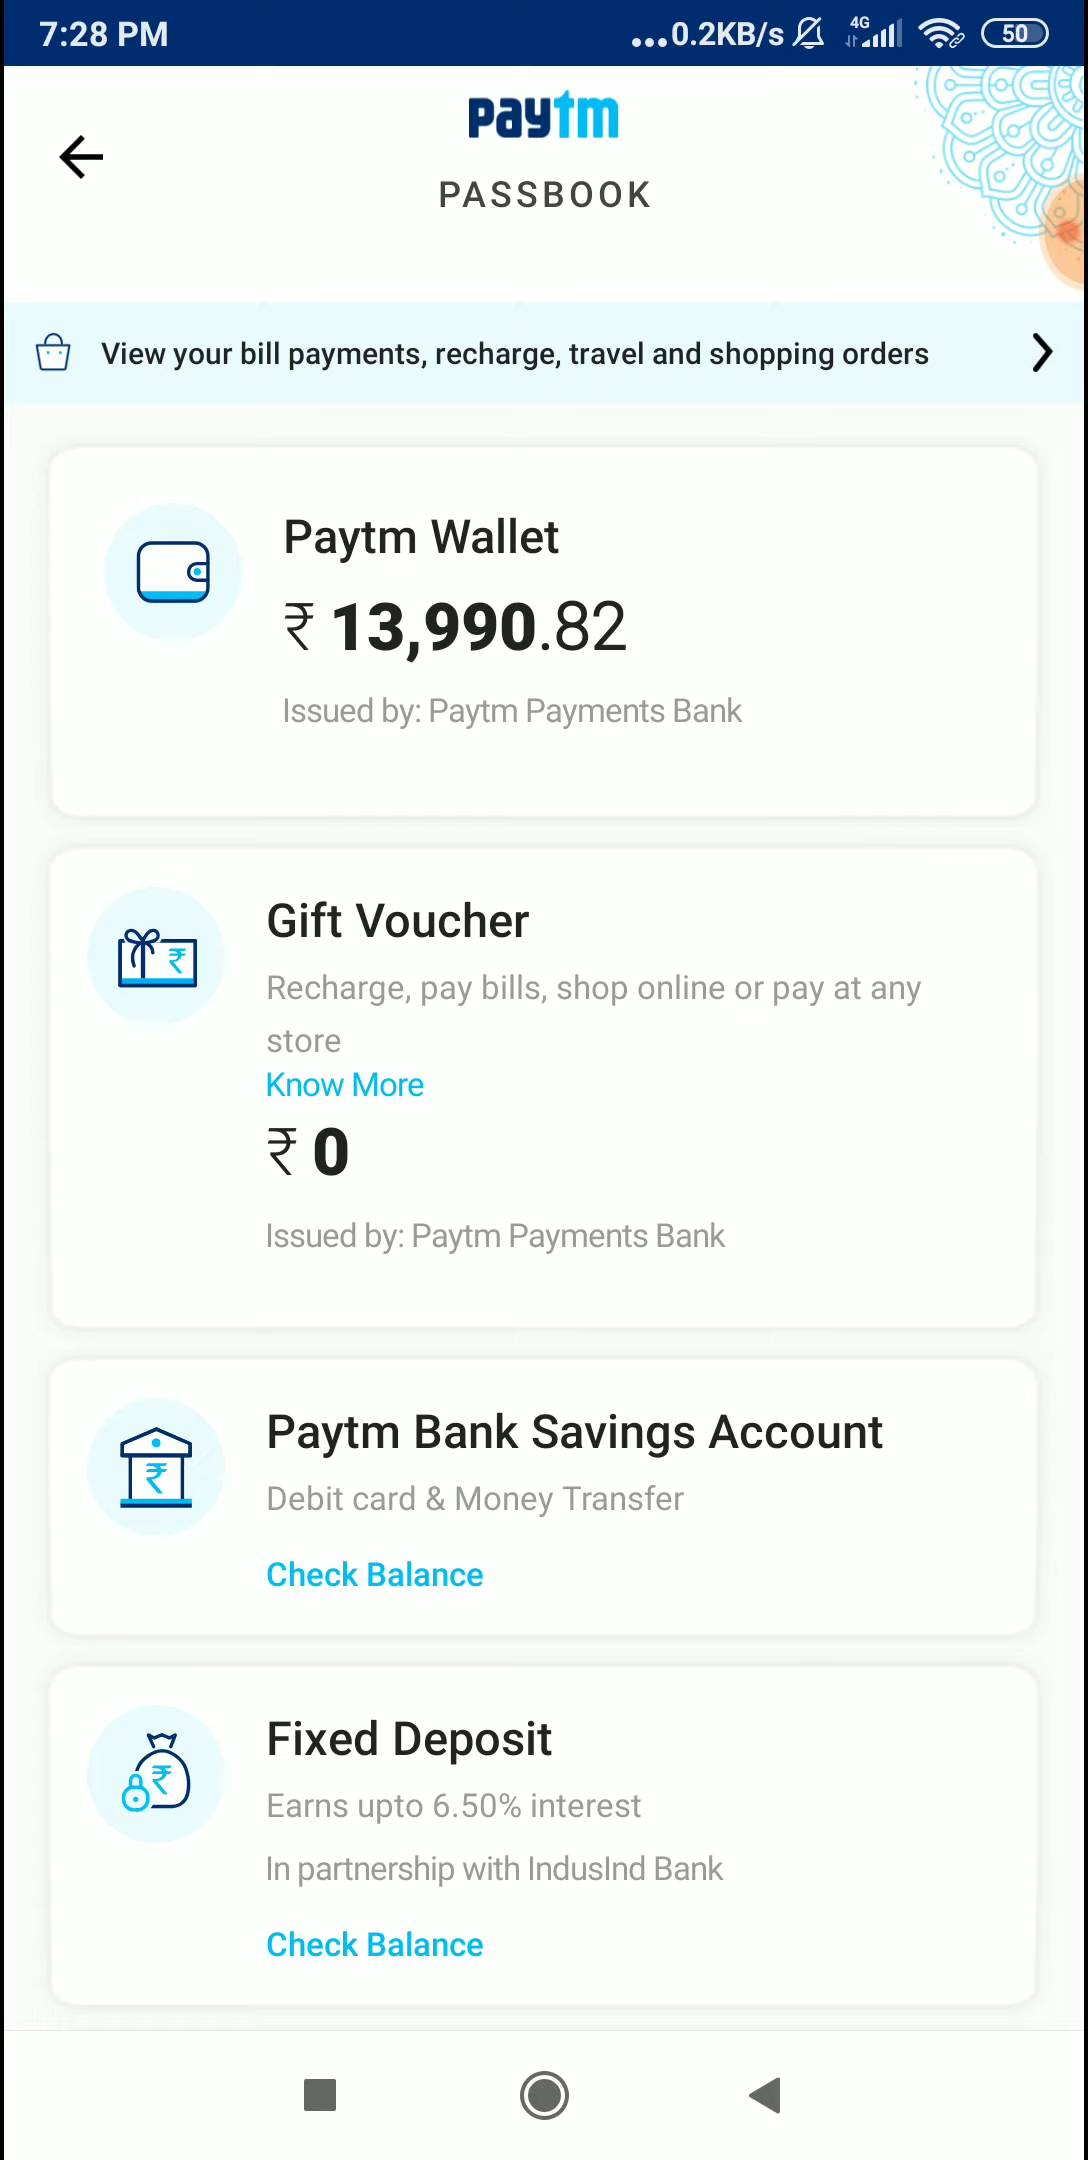 7:28 PM
...0.2KB/s 4G 50
paytm
PASSBOOK
View your bill payments, recharge, travel and shopping orders
Paytm Wallet
₹ 13,990.82
Issued by: Paytm Payments Bank
Gift Voucher
₹
Recharge, pay bills, shop online or pay at any
store
Know More
₹ 0
Issued by: Paytm Payments Bank
Paytm Bank Savings Account
₹
Debit card & Money Transfer
Check Balance
Fixed Deposit
₹
Earns upto 6.50% interest
In partnership with IndusInd Bank
Check Balance